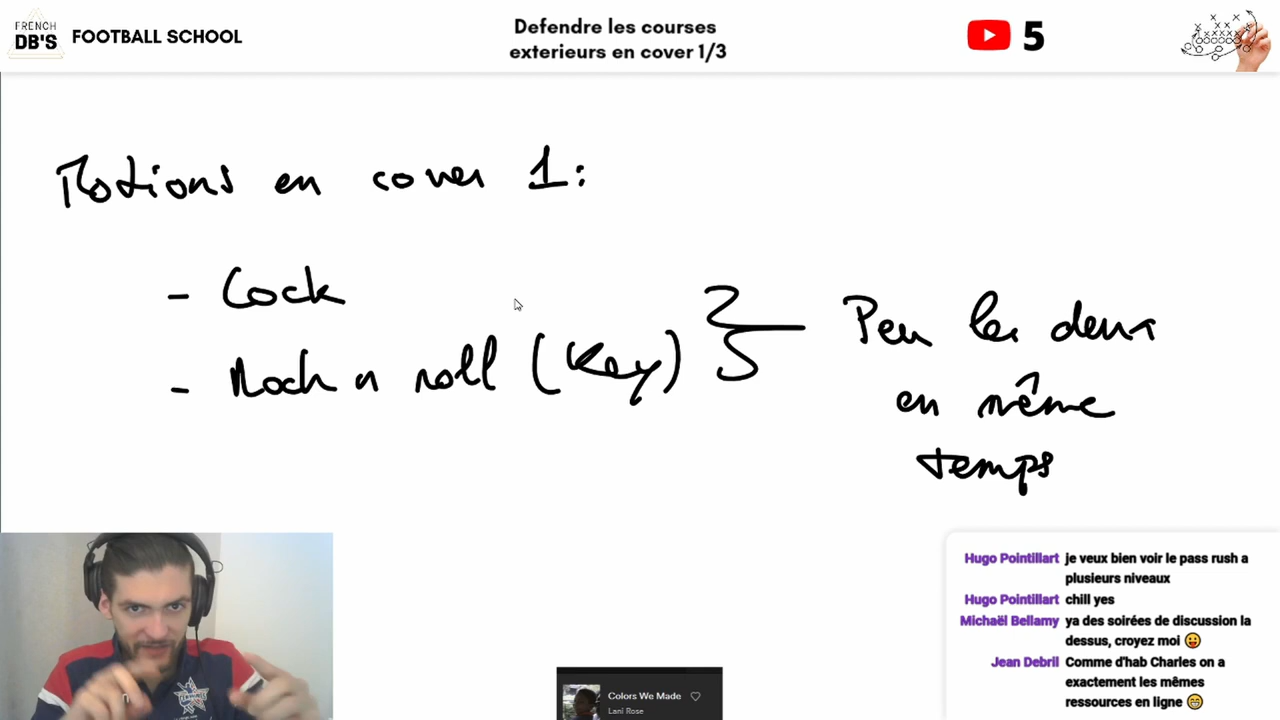 FRENCH
DB'S
FOOTBALL SCHOOL
Defendre les courses
exterieurs en cover 1/3
5
Motions en cover 1:
- Lock
- Rock n roll (Key)
Peu les deux
en même
temps
Hugo Pointillart je veux bien voir le pass rush a
plusieurs niveaux
Hugo Pointillart chill yes
Michaël Bellamy ya des soirées de discussion la
dessus, croyez moi 😛
Jean Debril Comme d'hab Charles on a
exactement les mêmes
ressources en ligne 😁
Colors We Made
Lani Rose